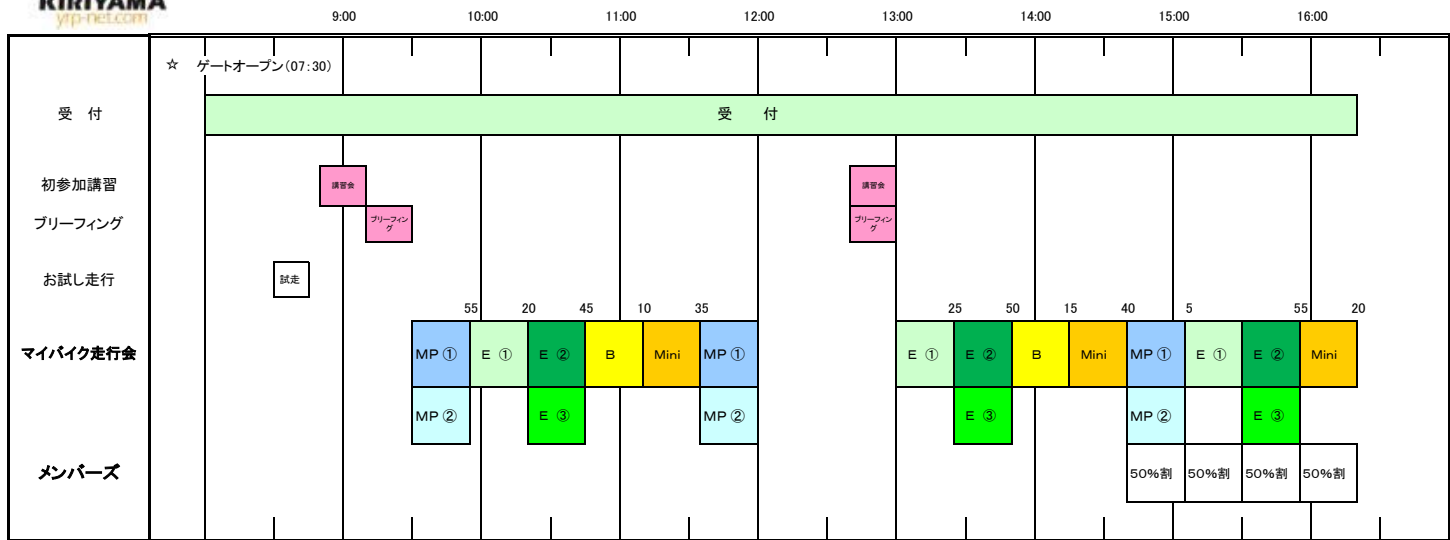 KIRIYAMA
yrp-net.com
9:00 10:00 11:00 12:00 13:00 14:00 15:00 16:00
☆ ゲートオープン(07:30)
受 付
受 付
初参加講習
講習会
講習会
ブリーフィング
ブリーフィン
グ
ブリーフィン
グ
お試し走行
試走
55 20 45 10 35 25 50 15 40 5 55 20
マイバイク走行会
MP ① E ① E ② B Mini MP ① E ① E ② B Mini MP ① E ① E ② Mini
MP ② E ③ MP ② E ③ MP ② E ③
メンバーズ
50%割 50%割 50%割 50%割